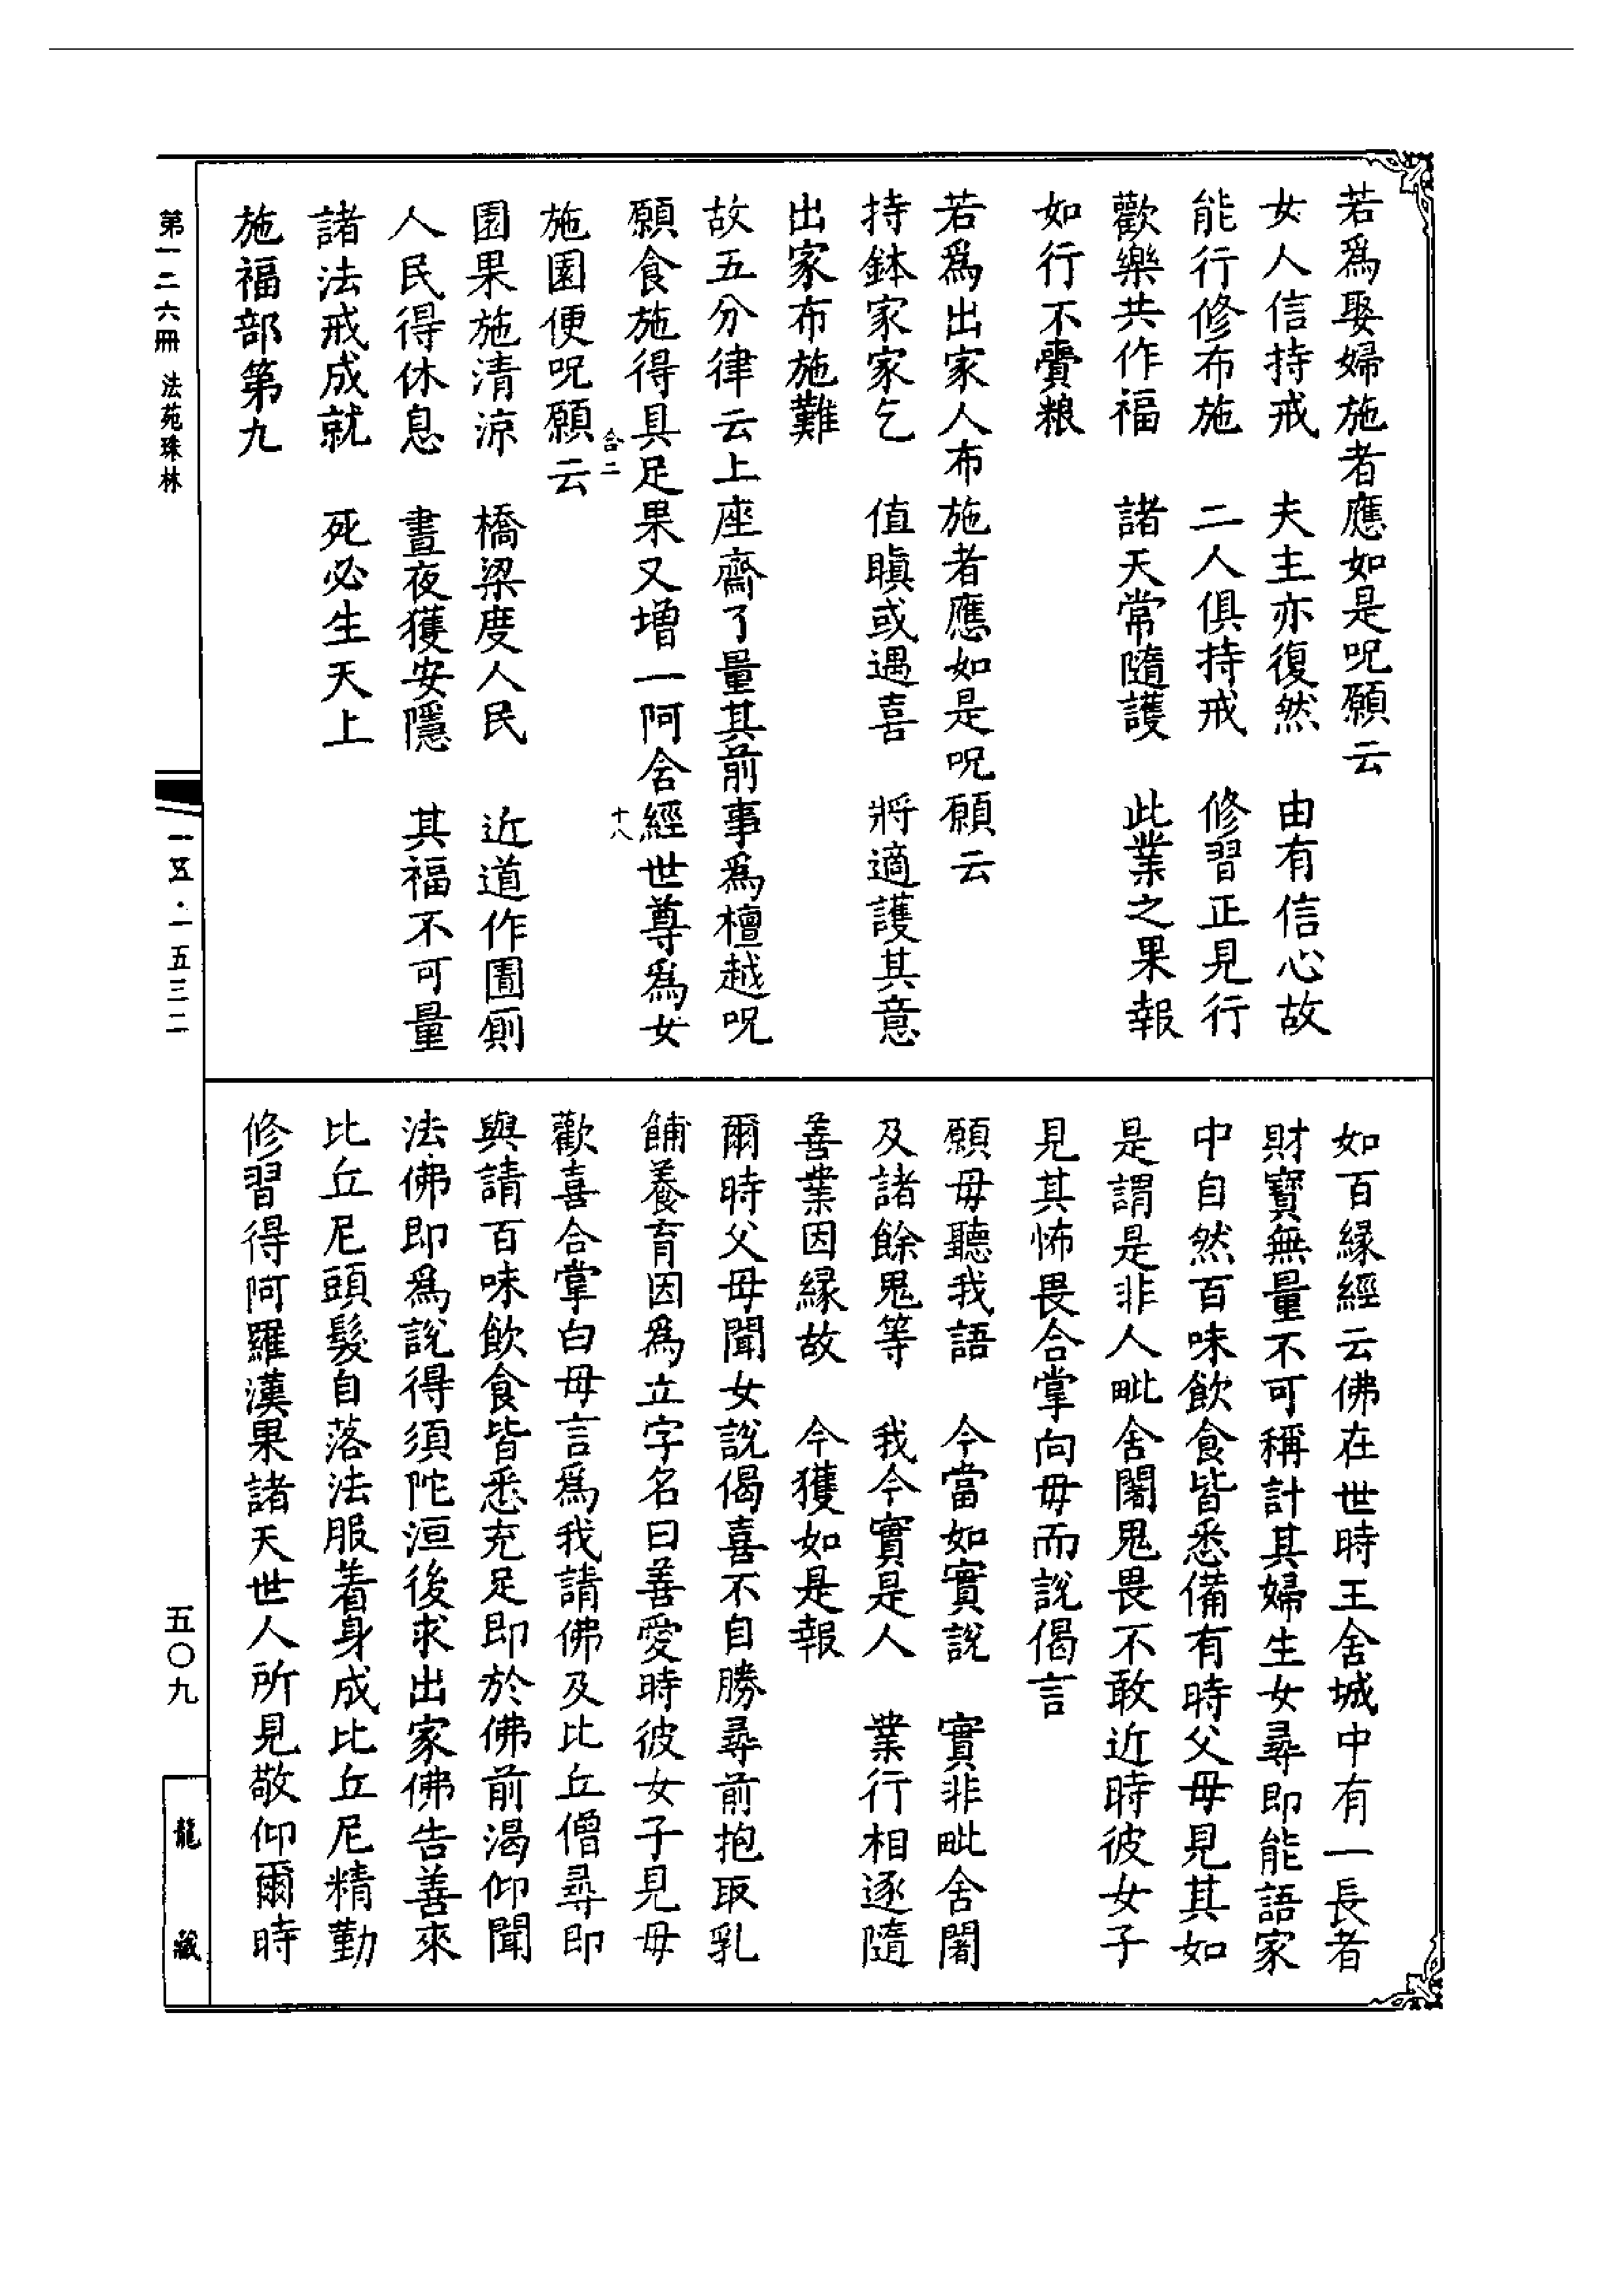 若爲娶婦施者應如是呪願云
女人信持戒　夫主亦復然　由有信心故
能行修布施　二人俱持戒　修習正見行
歡樂共作福　諸天常隨護　此業之果報
如行不賷粮
若爲出家人布施者應如是呪願云
持鉢家家乞　值瞋或遇喜　將適護其意
出家布施難
故五分律云上座齋了量其前事爲檀越呪
願食施得具足果又增一阿含經世尊爲女
合二　十八
施園便呪願云
園果施清涼　橋梁度人民　近道作圊廁
人民得休息　晝夜獲安隱　其福不可量
諸法戒成就　死必生天上
施福部第九
如百緣經云佛在世時王舍城中有一長者
財寶無量不可稱計其婦生女尋即能語家
中自然百味飲食皆悉備有時父母見其如
是謂是非人毗舍闍鬼畏不敢近時彼女子
見其怖畏合掌向母而說偈言
願母聽我語　今當如實說　實非毗舍闍
及諸餘鬼等　我今實是人　業行相逐隨
善業因緣故　今獲如是報
爾時父母聞女說偈喜不自勝尋前抱取乳
餔養育因爲立字名曰善愛時彼女子見母
歡喜合掌白母言爲我請佛及比丘僧尋即
與請百味飲食皆悉充足即於佛前渴仰聞
法佛即爲說得須陀洹後求出家佛告善來
比丘尼頭髮自落法服着身成比丘尼精勤
修習得阿羅漢果諸天世人所見敬仰爾時
第一二六冊　法苑珠林
一五·一五三二
五〇九
龍藏